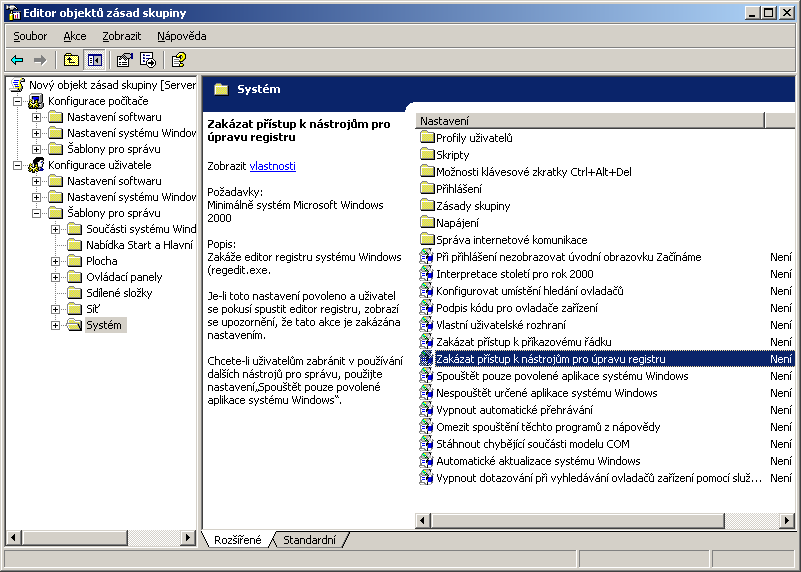 Editor objektů zásad skupiny
Soubor Akce Zobrazit Nápověda
Nový objekt zásad skupiny [Server
Konfigurace počítače
Nastavení softwaru
Nastavení systému Windo
Šablony pro správu
Konfigurace uživatele
Nastavení softwaru
Nastavení systému Windo
Šablony pro správu
Součásti systému Wind
Nabídka Start a Hlavní
Plocha
Ovládací panely
Sdílené složky
Síť
Systém
Systém
Zakázat přístup k nástrojům pro
úpravu registru
Zobrazit vlastnosti
Požadavky:
Minimálně systém Microsoft Windows
2000
Popis:
Zakáže editor registru systému Windows
(regedit.exe.
Je-li toto nastavení povoleno a uživatel
se pokusí spustit editor registru, zobrazí
se upozornění, že tato akce je zakázána
nastavením.
Chcete-li uživatelům zabránit v používání
dalších nástrojů pro správu, použijte
nastavení„Spouštět pouze povolené
aplikace systému Windows“.
Nastavení
Profily uživatelů
Skripty
Možnosti klávesové zkratky Ctrl+Alt+Del
Přihlášení
Zásady skupiny
Napájení
Správa internetové komunikace
Při přihlášení nezobrazovat úvodní obrazovku Začínáme Není
Interpretace století pro rok 2000 Není
Konfigurovat umístění hledání ovladačů Není
Podpis kódu pro ovladače zařízení Není
Vlastní uživatelské rozhraní Není
Zakázat přístup k příkazovému řádku Není
Zakázat přístup k nástrojům pro úpravu registru Není
Spouštět pouze povolené aplikace systému Windows Není
Nespouštět určené aplikace systému Windows Není
Vypnout automatické přehrávání Není
Omezit spouštění těchto programů z nápovědy Není
Stáhnout chybějící součásti modelu COM Není
Automatické aktualizace systému Windows Není
Vypnout dotazování při vyhledávání ovladačů zařízení pomocí služ... Není
Rozšířené Standardní